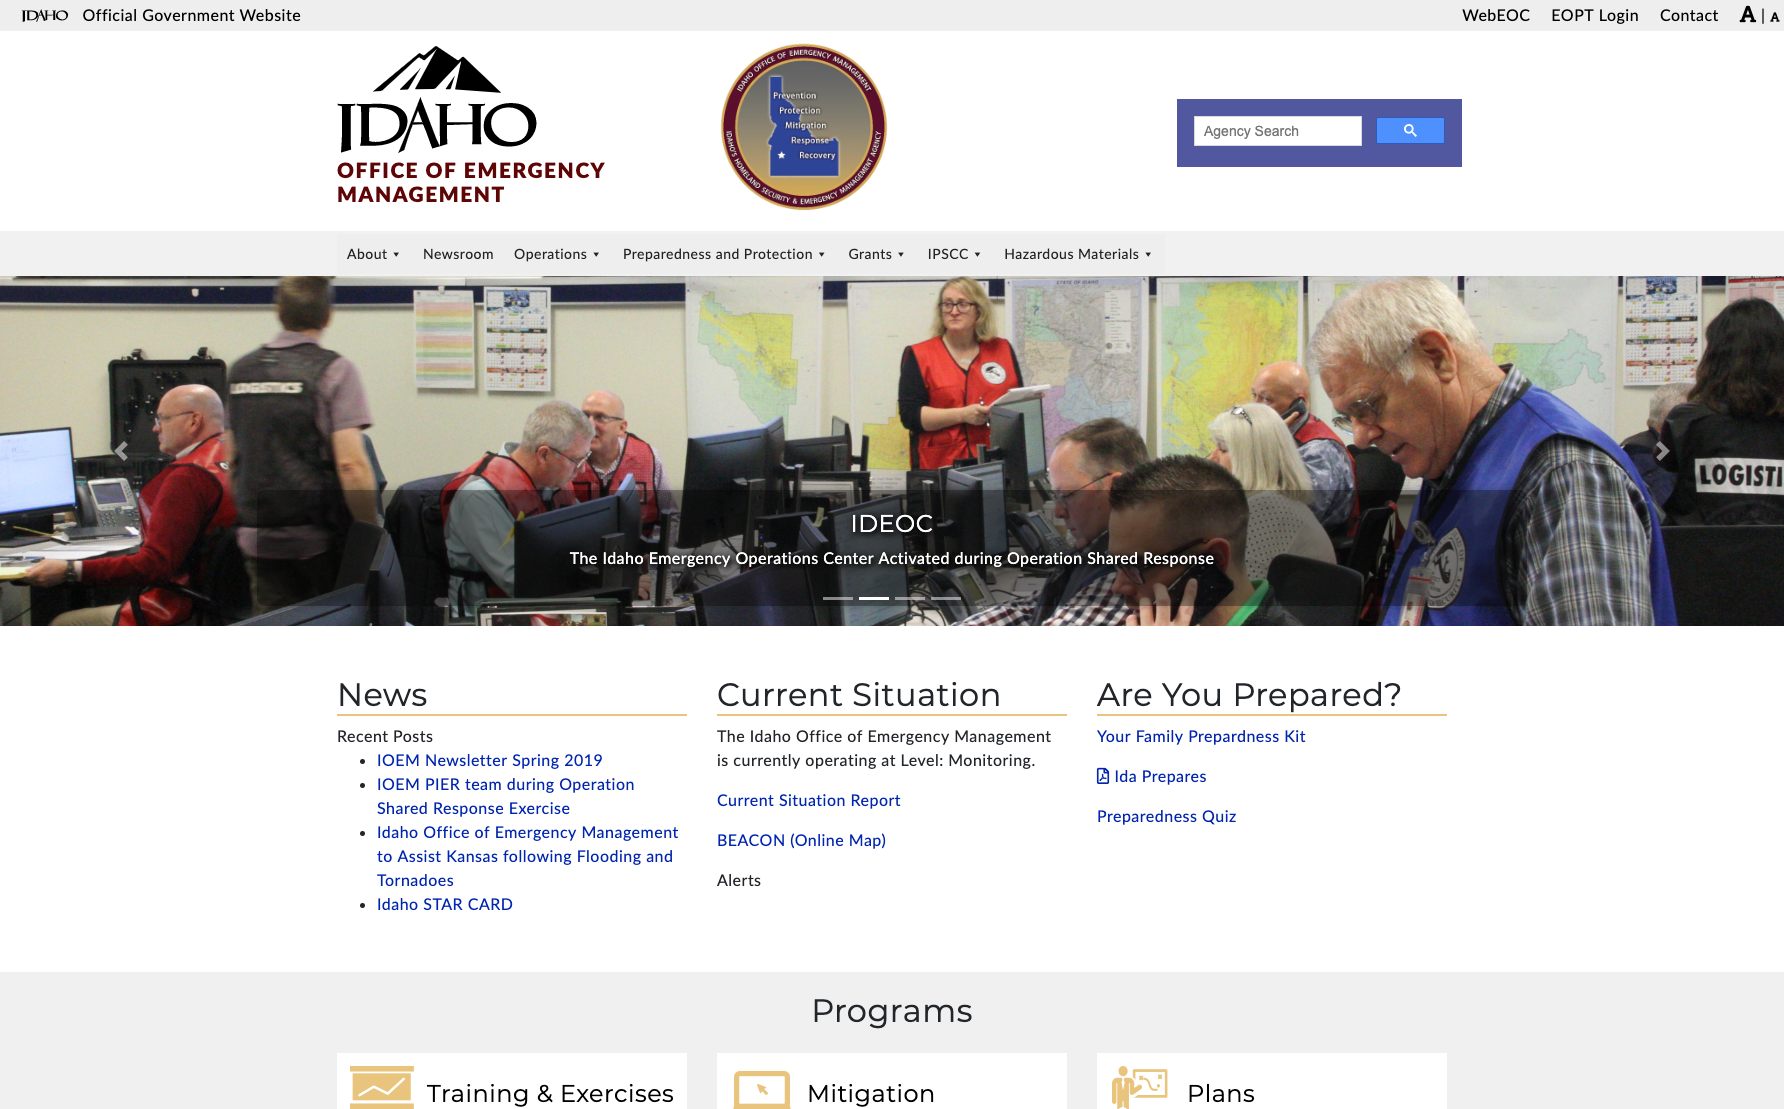 IDAHO Official Government Website
WebEOC EOPT Login Contact A | A
IDAHO
OFFICE OF EMERGENCY
MANAGEMENT
IDAHO OFFICE OF EMERGENCY MANAGEMENT
Prevention
Protection
Mitigation
Response
Recovery
IDAHO'S HOMELAND SECURITY & EMERGENCY MANAGEMENT AGENCY
Agency Search
About Newsroom Operations Preparedness and Protection Grants IPSCC Hazardous Materials
STATE OF IDAHO
LOGISTICS
LOGISTI
IDEOC
The Idaho Emergency Operations Center Activated during Operation Shared Response
News
Recent Posts
IOEM Newsletter Spring 2019
IOEM PIER team during Operation
Shared Response Exercise
Idaho Office of Emergency Management
to Assist Kansas following Flooding and
Tornadoes
Idaho STAR CARD
Current Situation
The Idaho Office of Emergency Management
is currently operating at Level: Monitoring.
Current Situation Report
BEACON (Online Map)
Alerts
Are You Prepared?
Your Family Prepardness Kit
Ida Prepares
Preparedness Quiz
Programs
Training & Exercises
Mitigation
Plans